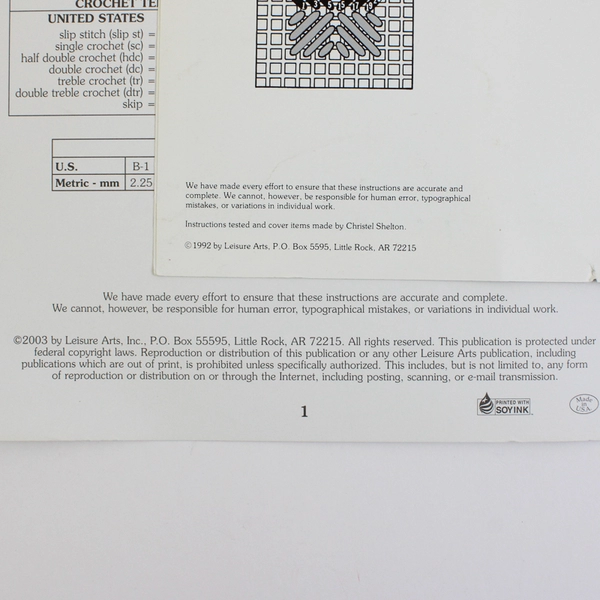 CROCHET TE
UNITED STATES
slip stitch (slip st) =
single crochet (sc) =
half double crochet (hdc) =
double crochet (dc) =
treble crochet (tr) =
double treble crochet (dtr) =
skip =
U.S. B-1
Metric - mm 2.25
We have made every effort to ensure that these instructions are accurate and
complete. We cannot, however, be responsible for human error, typographical
mistakes, or variations in individual work.
Instructions tested and cover items made by Christel Shelton.
©1992 by Leisure Arts, P.O. Box 5595, Little Rock, AR 72215
We have made every effort to ensure that these instructions are accurate and complete.
We cannot, however, be responsible for human error, typographical mistakes, or variations in individual work.
©2003 by Leisure Arts, Inc., P.O. Box 55595, Little Rock, AR 72215. All rights reserved. This publication is protected under
federal copyright laws. Reproduction or distribution of this publication or any other Leisure Arts publication, including
publications which are out of print, is prohibited unless specifically authorized. This includes, but is not limited to, any form
of reproduction or distribution on or through the Internet, including posting, scanning, or e-mail transmission.
1
PRINTED WITH
SOY INK
Made
in
U.S.A.